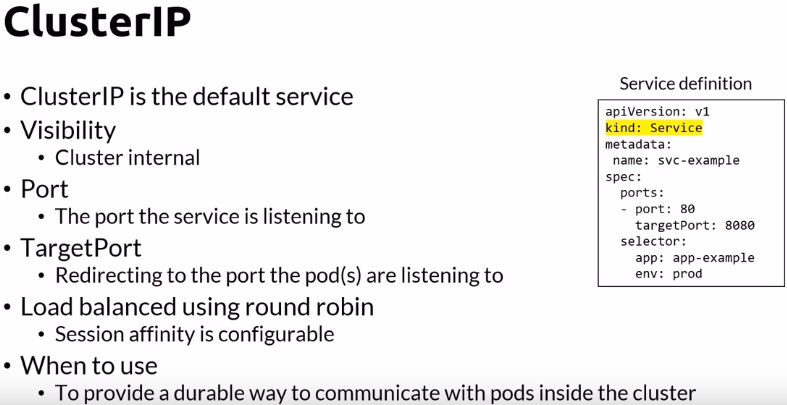 ClusterIP
• ClusterIP is the default service
• Visibility
• Cluster internal
• Port
• The port the service is listening to
• TargetPort
• Redirecting to the port the pod(s) are listening to
• Load balanced using round robin
• Session affinity is configurable
• When to use
• To provide a durable way to communicate with pods inside the cluster
Service definition
apiVersion: v1
kind: Service
metadata:
 name: svc-example
spec:
  ports:
  - port: 80
    targetPort: 8080
  selector:
    app: app-example
    env: prod